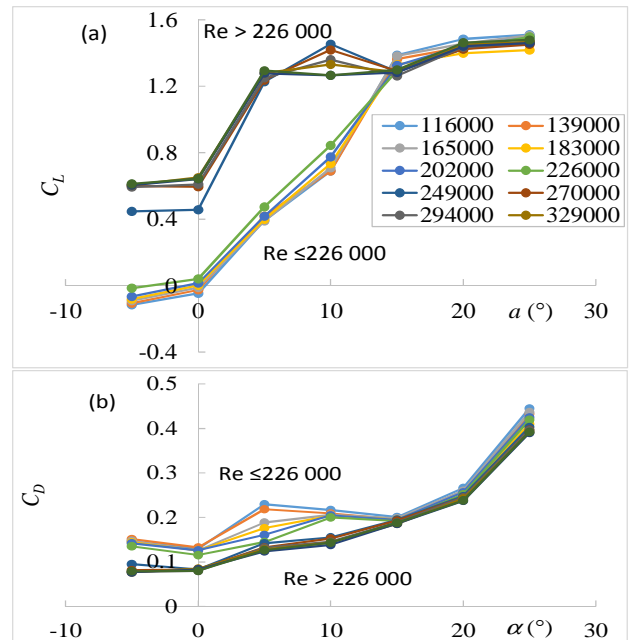 (a)
Re > 226 000
1.6
1.2
0.8
0.4
0
-0.4
C_L
116000 139000
165000 183000
202000 226000
249000 270000
294000 329000
Re ≤226 000
-10 0 10 20 30
a (°)
(b)
0.5
0.4
0.3
0.2
0.1
0
C_D
Re ≤226 000
Re > 226 000
-10 0 10 20 30
α (°)